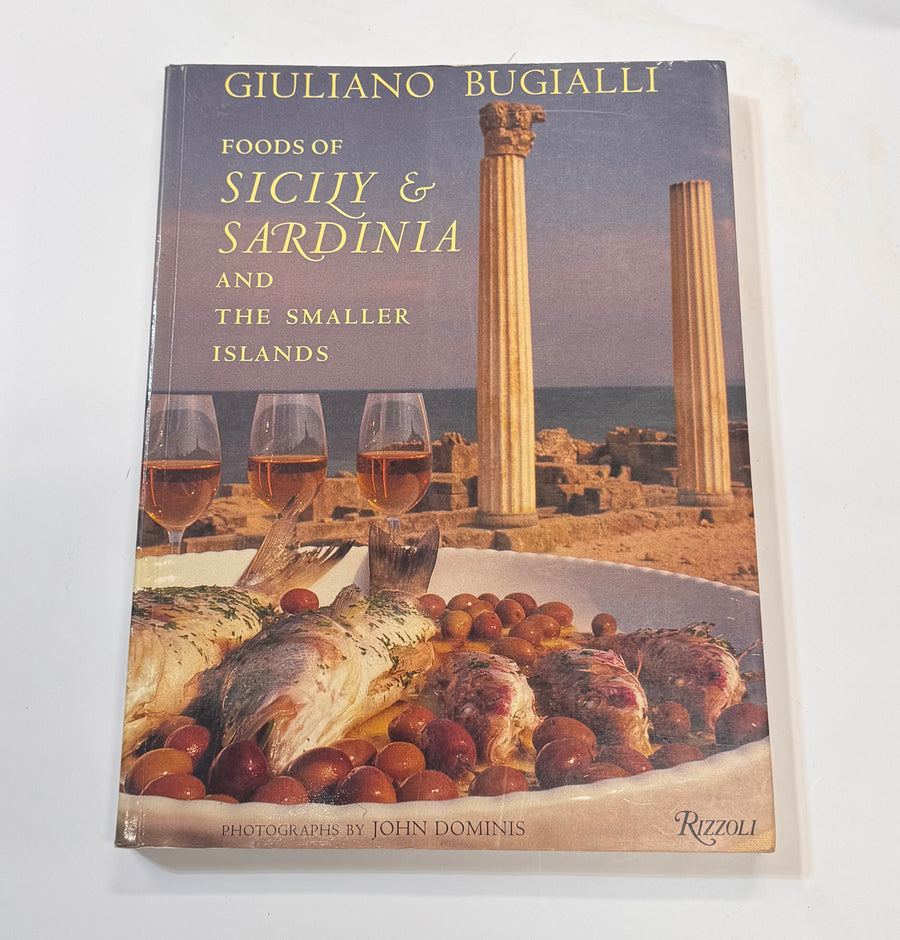 GIULIANO BUGIALLI
FOODS OF
SICILY &
SARDINIA
AND
THE SMALLER
ISLANDS
PHOTOGRAPHS BY JOHN DOMINIS
RIZZOLI